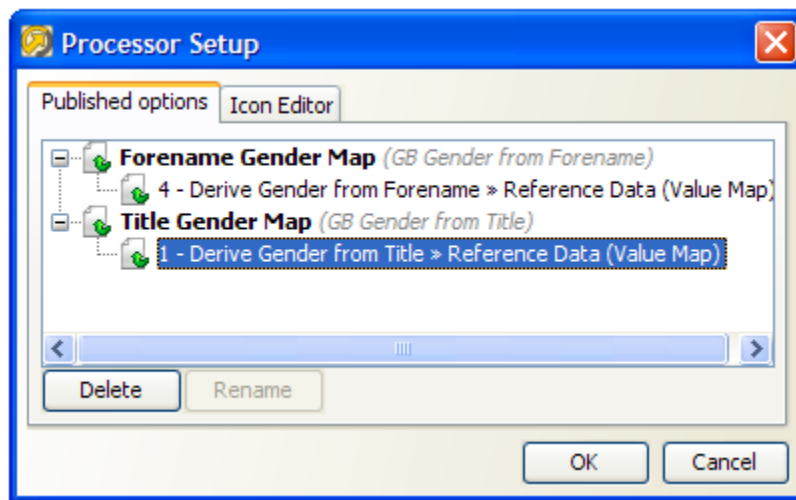 Processor Setup
Published options
Icon Editor
Forename Gender Map (GB Gender from Forename)
4 - Derive Gender from Forename » Reference Data (Value Map)
Title Gender Map (GB Gender from Title)
1 - Derive Gender from Title » Reference Data (Value Map)
Delete
Rename
OK
Cancel